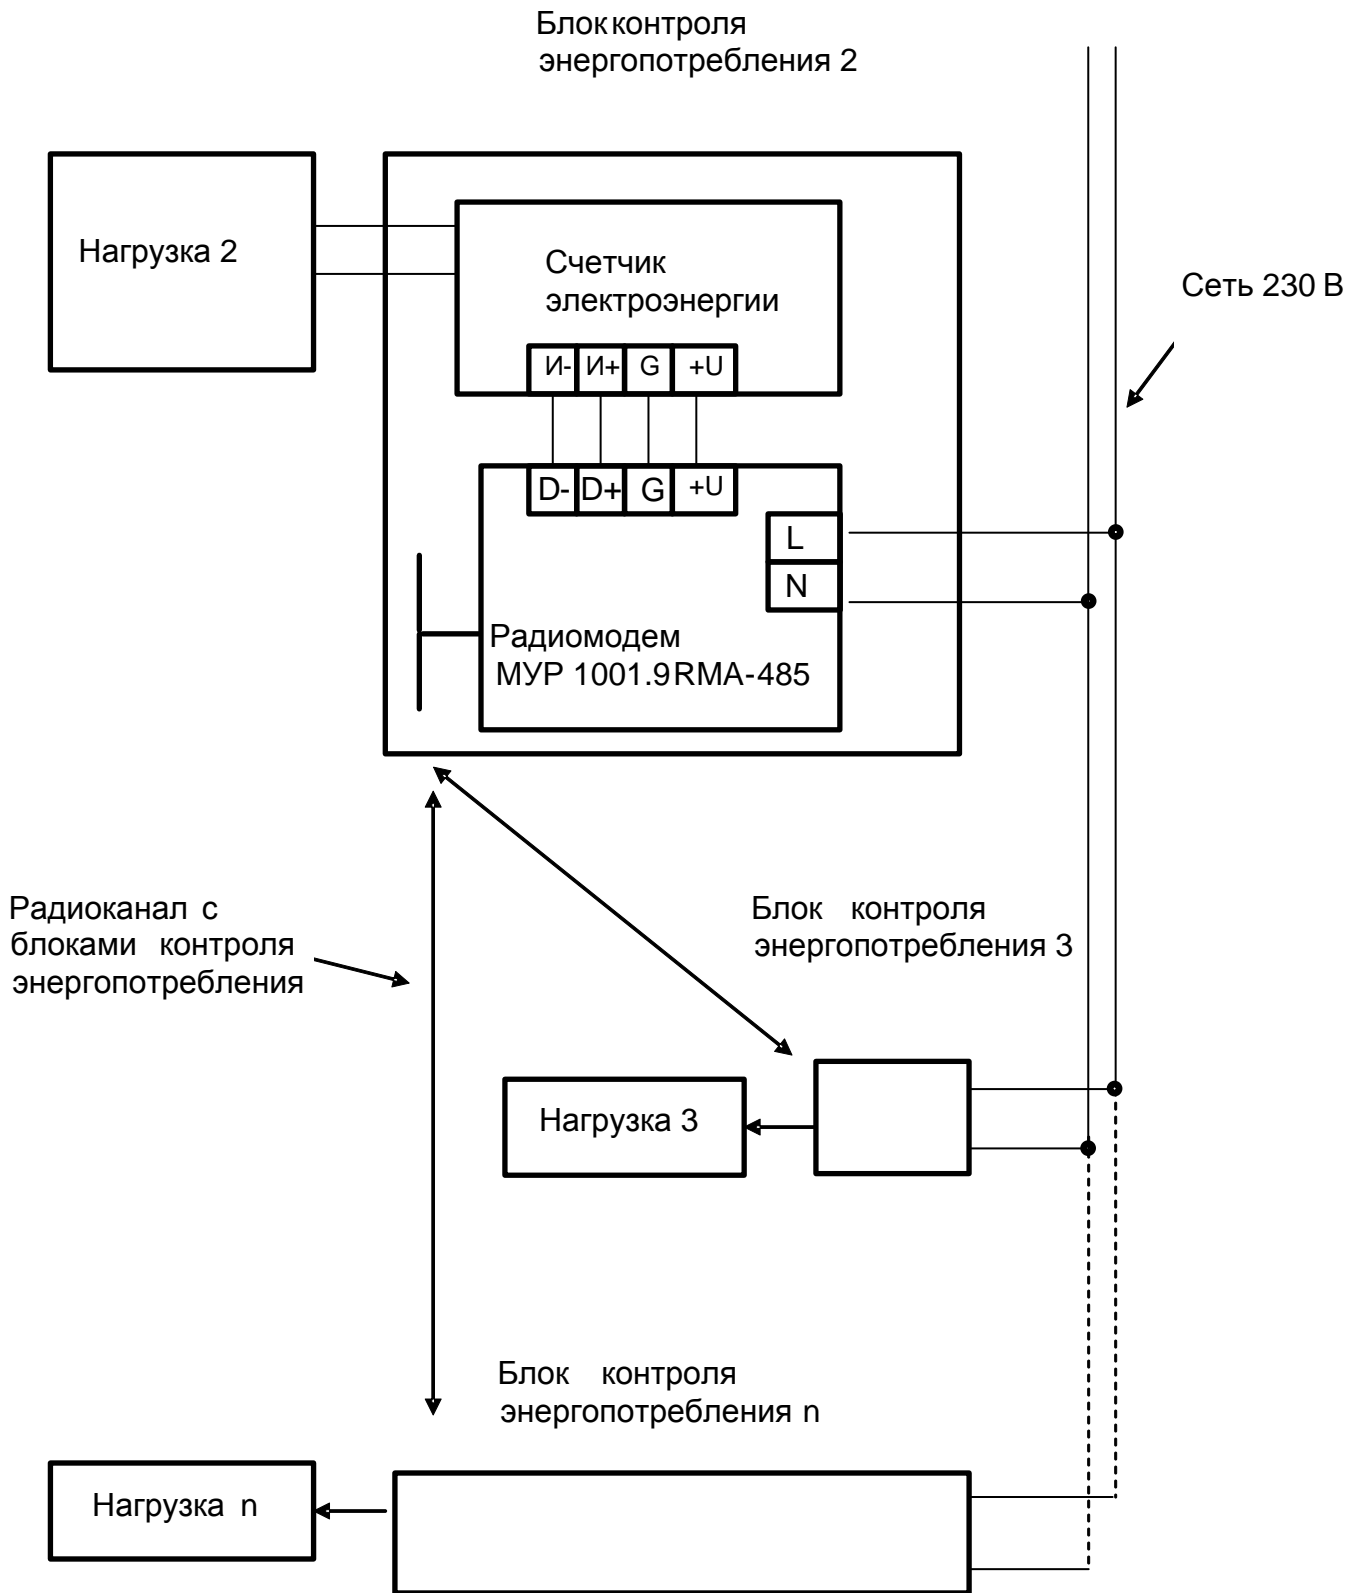 Блок контроля
энергопотребления 2
Нагрузка 2
Счетчик
электроэнергии
Сеть 230 В
И- И+ G +U
D- D+ G +U
L
N
Радиомодем
МУР 1001.9 RMA-485
Радиоканал с
блоками контроля
энергопотребления
Блок контроля
энергопотребления 3
Нагрузка 3
Блок контроля
энергопотребления n
Нагрузка n